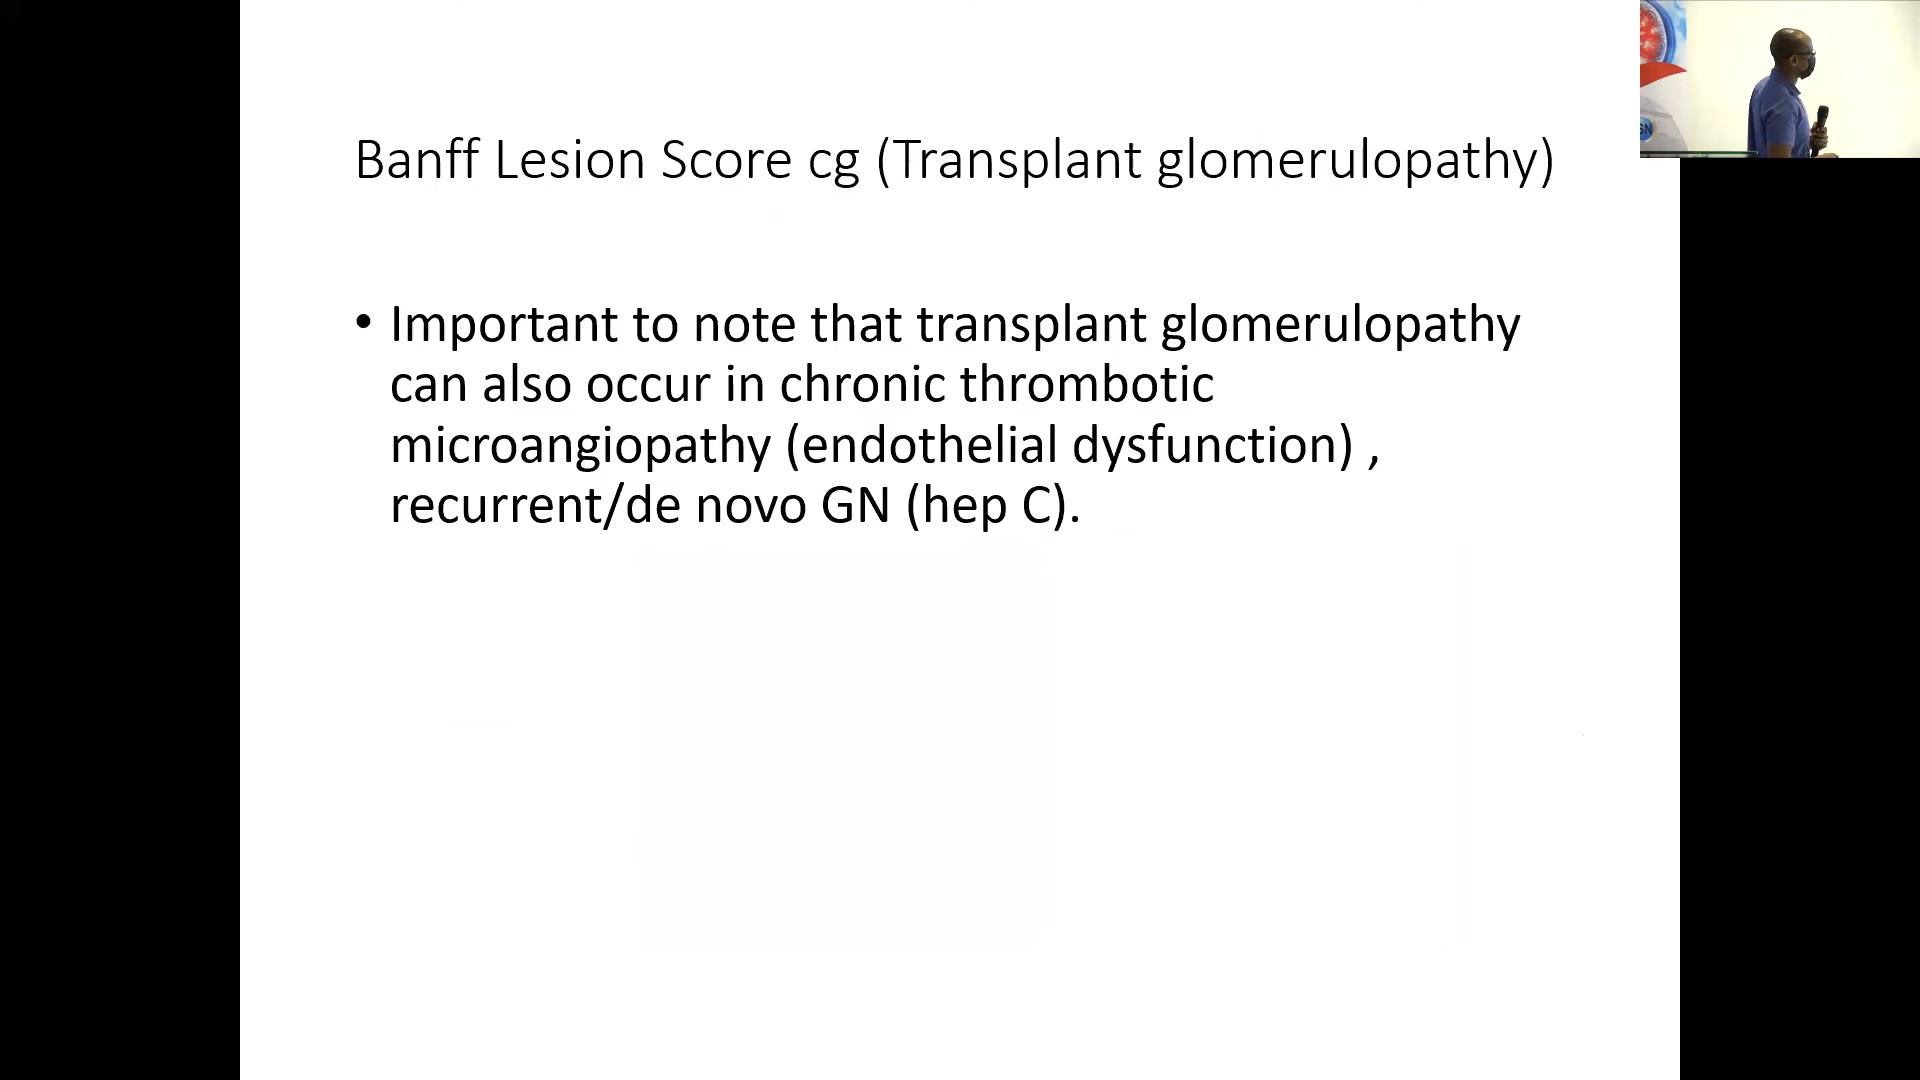 Banff Lesion Score cg (Transplant glomerulopathy)
• Important to note that transplant glomerulopathy
can also occur in chronic thrombotic
microangiopathy (endothelial dysfunction) ,
recurrent/de novo GN (hep C).